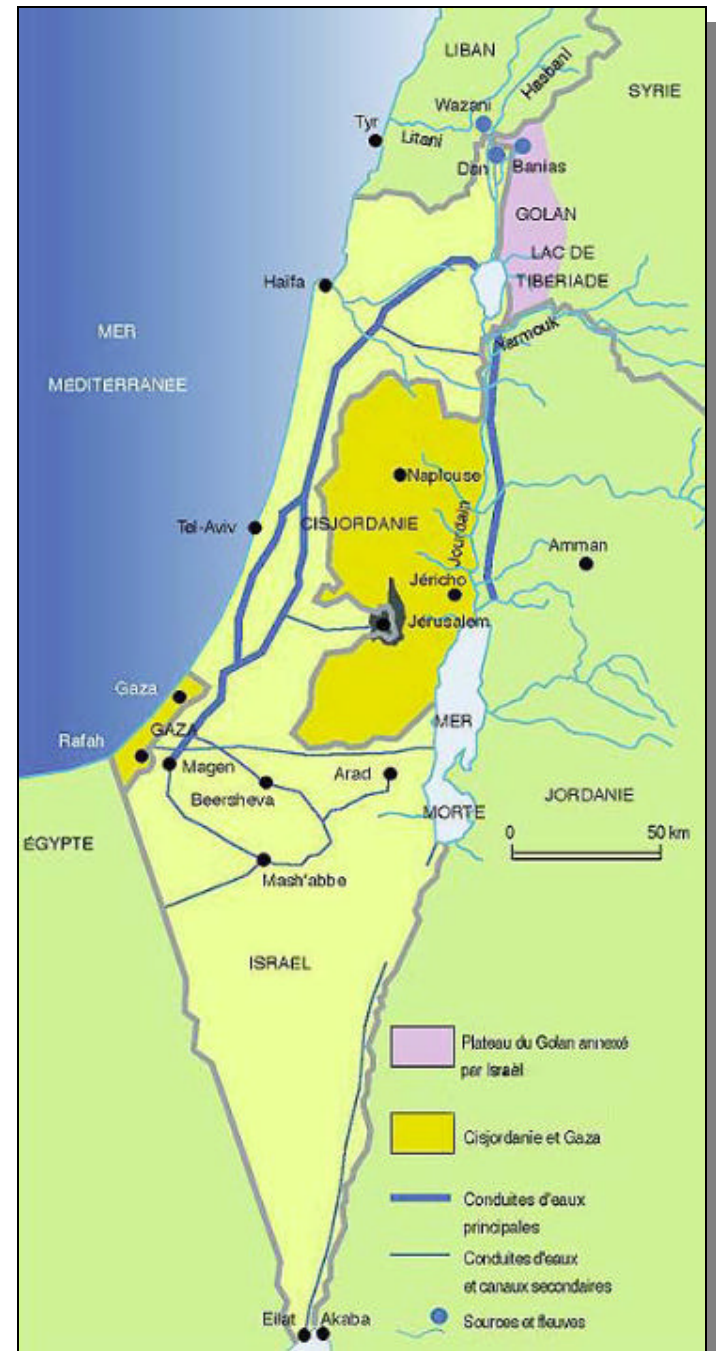 LIBAN
Hasbani
SYRIE
Wazani
Tyr
Litani
Dan
Banias
GOLAN
LAC DE
TIBERIADE
Haïfa
Yarmouk
MER
MÉDITERRANÉE
Naplouse
CISJORDANIE
Tel-Aviv
Jourdain
Amman
Jéricho
Jérusalem
Gaza
GAZA
Rafah
MER
Magen
Arad
Beersheva
MORTE
JORDANIE
0 50 km
ÉGYPTE
Mash'abbe
ISRAEL
Plateau du Golan annexé
par Israël
Cisjordanie et Gaza
Conduites d'eaux
principales
Conduites d'eaux
et canaux secondaires
Eilat
Akaba
Sources et fleuves